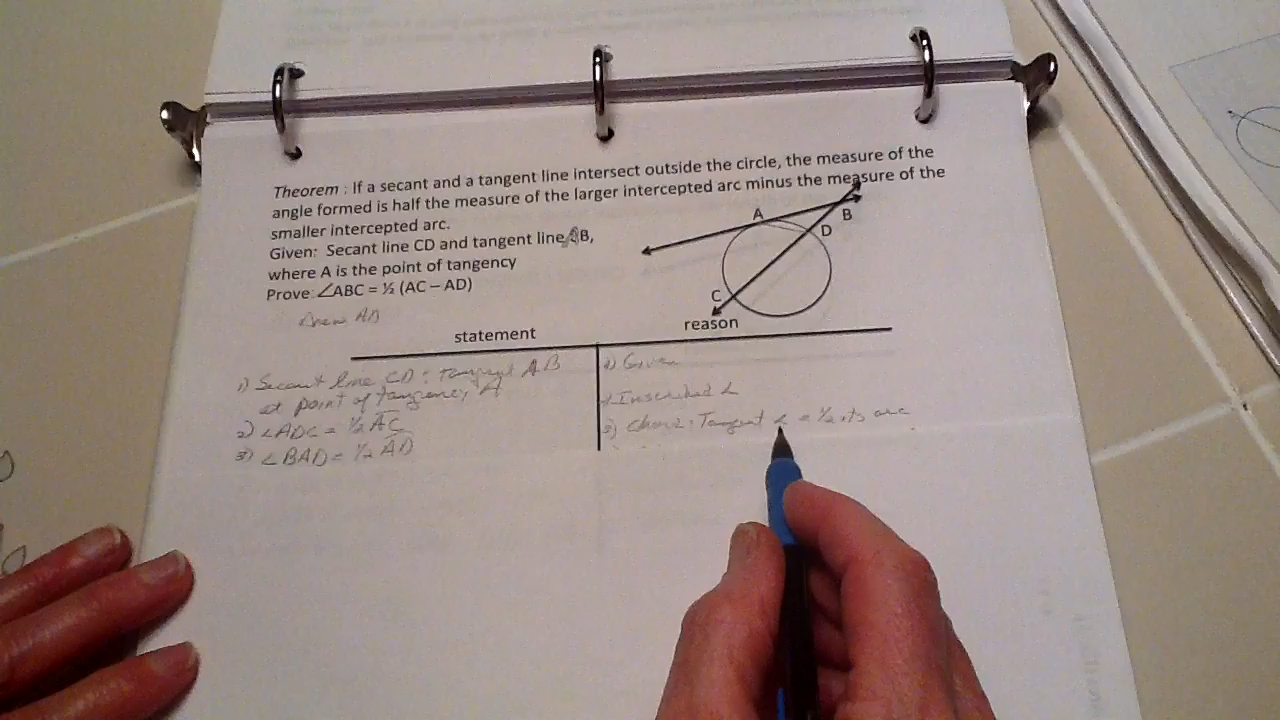 Theorem : If a secant and a tangent line intersect outside the circle, the measure of the
angle formed is half the measure of the larger intercepted arc minus the measure of the
smaller intercepted arc.
Given: Secant line CD and tangent line AB,
where A is the point of tangency
Prove: ∠ABC = ½ (AC – AD)
A
B
D
C
Draw AD
statement
reason
1) Secant line CD; tangent AB
at point of tangency A
2) ∠ADC = ½ AC
3) ∠BAD = ½ AD
1) Given
2) Inscribed ∠
3) Chord; Tangent ∠ = ½ its arc